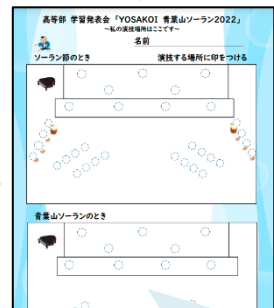 高等部 学習発表会 「YOSAKOI 青葉山ソーラン2022」
～私の演技場所はここです～
名前
ソーラン節のとき 演技する場所に印をつける
青葉山ソーランのとき